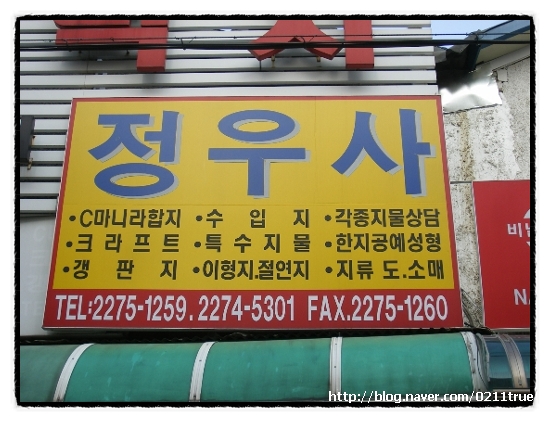 정우사
•C마니라합지 •수입지 •각종지물상담
•크라프트 •특수지물 •한지공예성형
•갱판지 •이형지.절연지 •지류도.소매
TEL:2275-1259. 2274-5301 FAX.2275-1260
비닐
NA
http://blog.naver.com/0211true